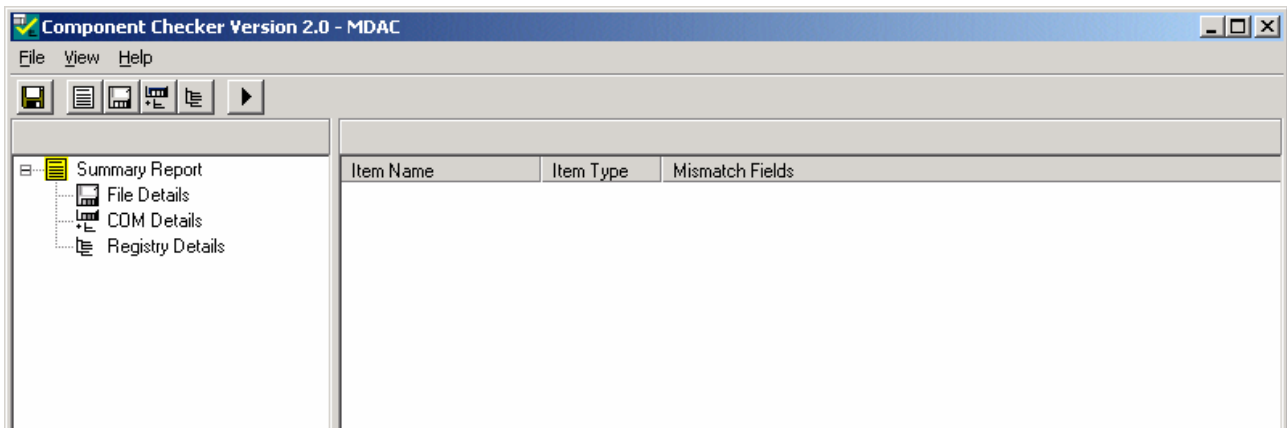 Component Checker Version 2.0 - MDAC
File View Help
Summary Report
File Details
COM Details
Registry Details
Item Name Item Type Mismatch Fields